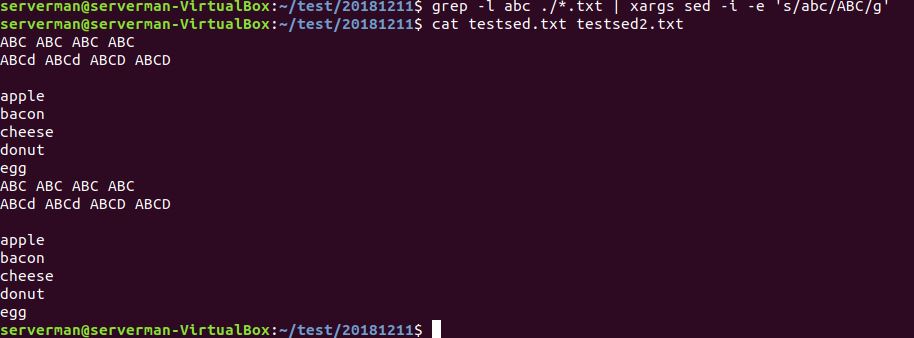 serverman@serverman-VirtualBox:~/test/20181211$ grep -l abc ./*.txt | xargs sed -i -e 's/abc/ABC/g'
serverman@serverman-VirtualBox:~/test/20181211$ cat testsed.txt testsed2.txt
ABC ABC ABC ABC
ABCd ABCd ABCD ABCD

apple
bacon
cheese
donut
egg
ABC ABC ABC ABC
ABCd ABCd ABCD ABCD

apple
bacon
cheese
donut
egg
serverman@serverman-VirtualBox:~/test/20181211$